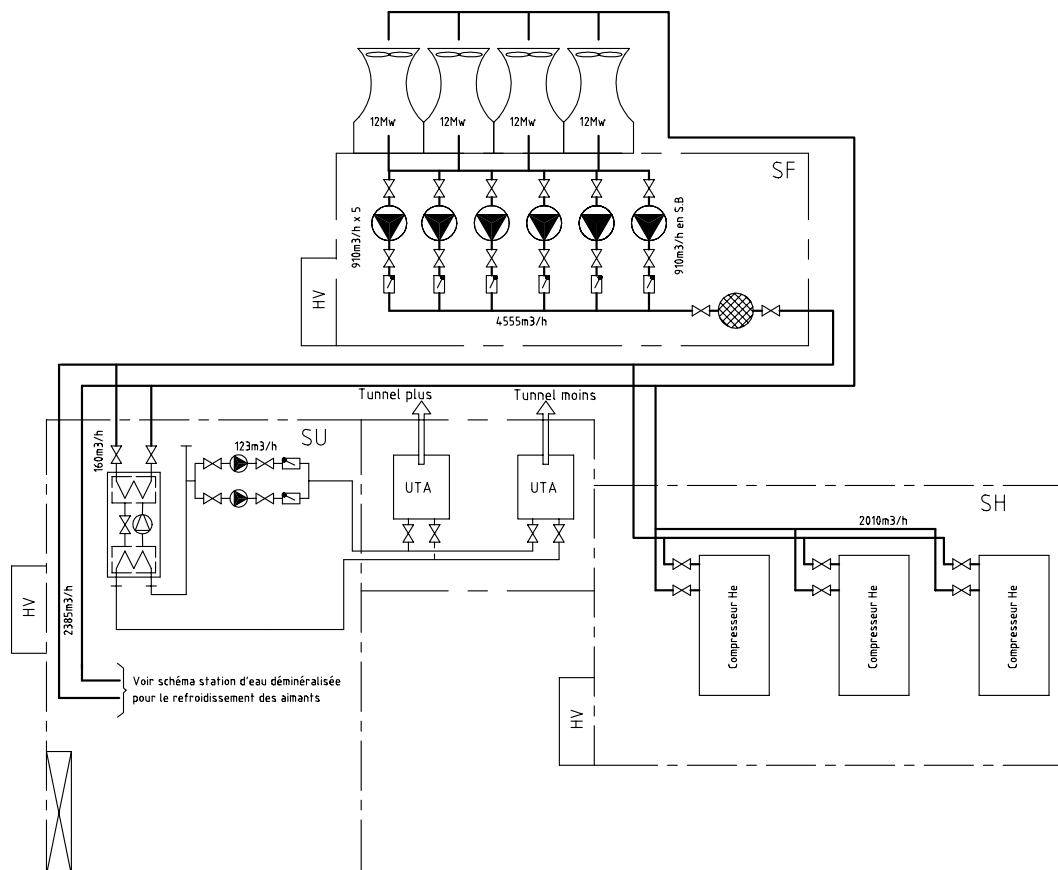 12Mw
12Mw
12Mw
12Mw
SF
910m3/h x 5
910m3/h en S.B
HV
4555m3/h
Tunnel plus
Tunnel moins
SU
160m3/h
123m3/h
UTA
UTA
SH
2010m3/h
HV
2385m3/h
Compresseur He
Compresseur He
Compresseur He
Voir schéma station d'eau déminéralisée
pour le refroidissement des aimants
HV